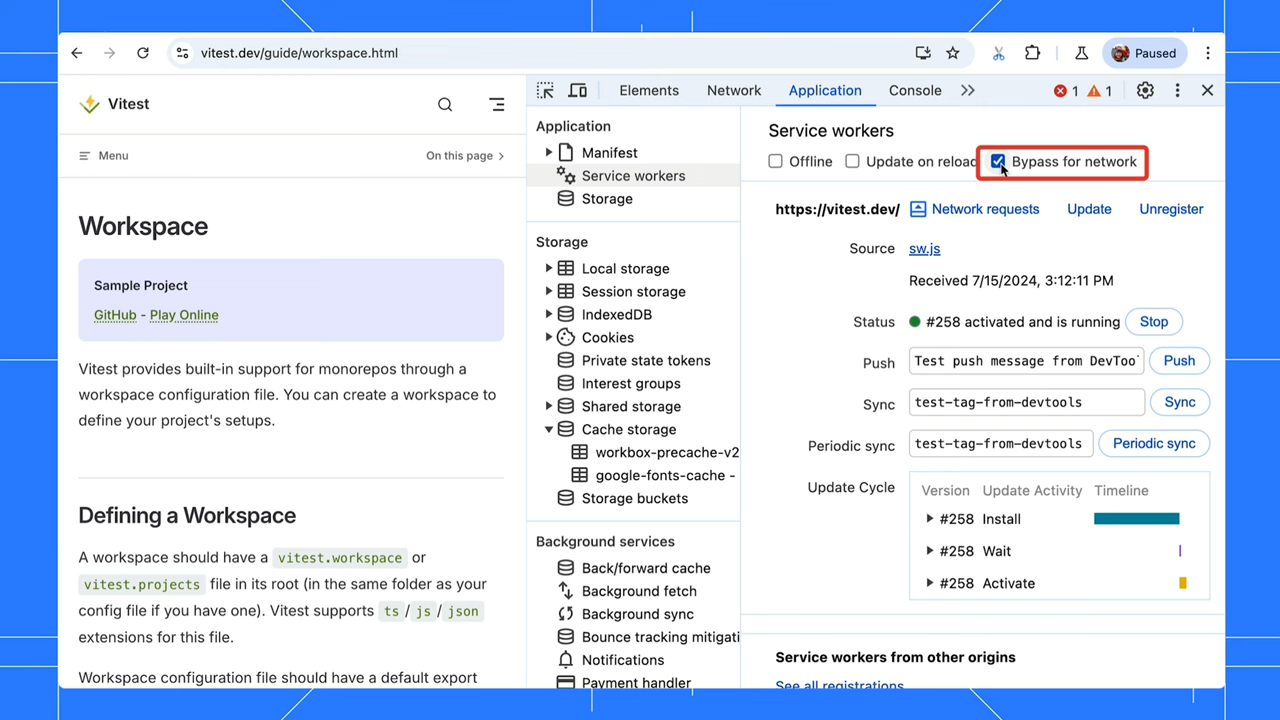 vitest.dev/guide/workspace.html
Paused
Vitest
Menu
On this page
Workspace
Sample Project
GitHub - Play Online
Vitest provides built-in support for monorepos through a
workspace configuration file. You can create a workspace to
define your project's setups.
Defining a Workspace
A workspace should have a vitest.workspace or
vitest.projects file in its root (in the same folder as your
config file if you have one). Vitest supports ts / js / json
extensions for this file.
Workspace configuration file should have a default export
Elements Network Application Console 1 1
Application
Manifest
Service workers
Storage
Storage
Local storage
Session storage
IndexedDB
Cookies
Private state tokens
Interest groups
Shared storage
Cache storage
workbox-precache-v2
google-fonts-cache -
Storage buckets
Background services
Back/forward cache
Background fetch
Background sync
Bounce tracking mitigati
Notifications
Payment handler
Service workers
Offline Update on reload Bypass for network
https://vitest.dev/ Network requests Update Unregister
Source sw.js
Received 7/15/2024, 3:12:11 PM
Status #258 activated and is running Stop
Push Test push message from DevToo Push
Sync test-tag-from-devtools Sync
Periodic sync test-tag-from-devtools Periodic sync
Update Cycle Version Update Activity Timeline
#258 Install
#258 Wait
#258 Activate
Service workers from other origins
See all registrations